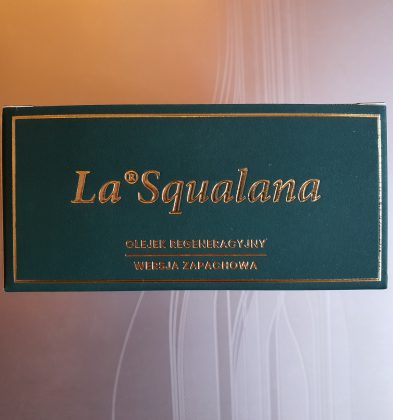 La®Squalana
OLEJEK REGENERACYJNY
WERSJA ZAPACHOWA